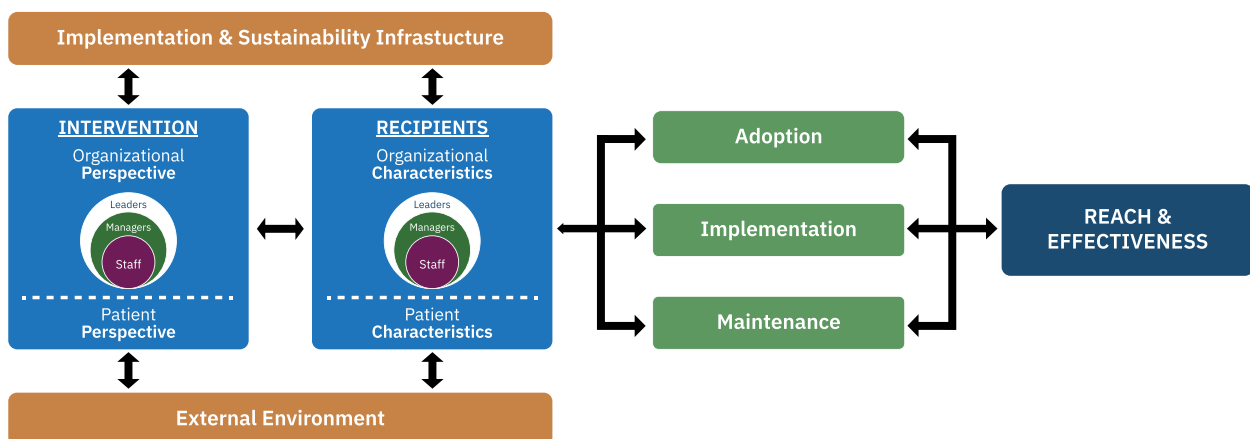 Implementation & Sustainability Infrastucture
INTERVENTION
Organizational
Perspective
Leaders
Managers
Staff
Patient
Perspective
RECIPIENTS
Organizational
Characteristics
Leaders
Managers
Staff
Patient
Characteristics
External Environment
Adoption
Implementation
Maintenance
REACH &
EFFECTIVENESS